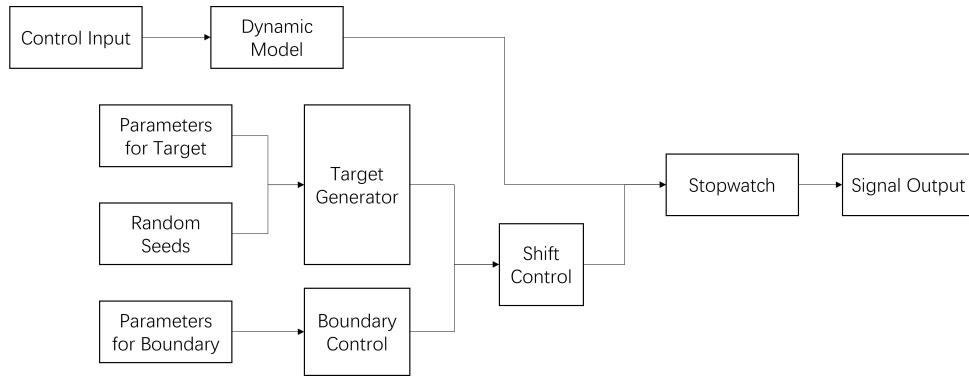 Control Input
Dynamic
Model
Parameters
for Target
Random
Seeds
Target
Generator
Parameters
for Boundary
Boundary
Control
Shift
Control
Stopwatch
Signal Output